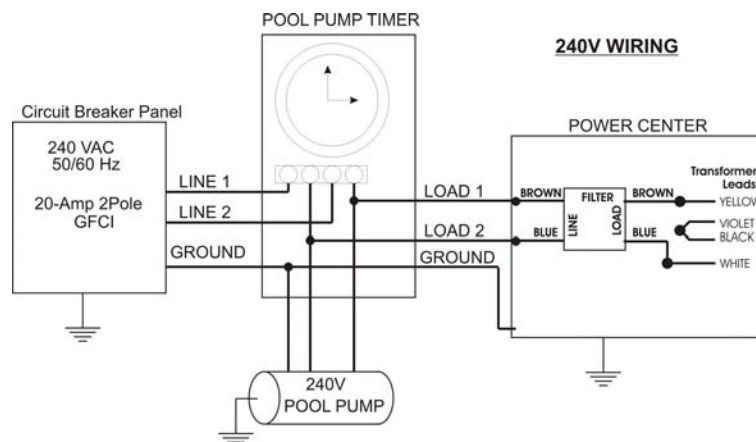 POOL PUMP TIMER
240V WIRING
Circuit Breaker Panel
240 VAC
50/60 Hz
20-Amp 2Pole
GFCI
LINE 1
LINE 2
GROUND
LOAD 1
LOAD 2
GROUND
POWER CENTER
Transformer
Leads
BROWN
FILTER
BROWN
YELLOW
LINE
LOAD
VIOLET
BLACK
BLUE
BLUE
WHITE
240V
POOL PUMP